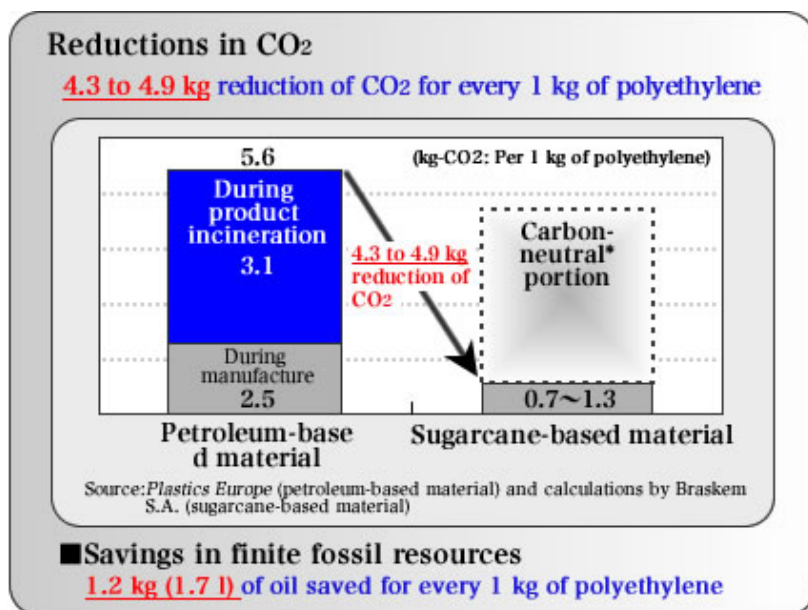 Reductions in CO2
4.3 to 4.9 kg reduction of CO2 for every 1 kg of polyethylene
5.6
(kg-CO2: Per 1 kg of polyethylene)
During
product
incineration
3.1
4.3 to 4.9 kg
reduction of
CO2
Carbon-
neutral*
portion
During
manufacture
2.5
0.7～1.3
Petroleum-base
d material
Sugarcane-based material
Source:Plastics Europe (petroleum-based material) and calculations by Braskem
S.A. (sugarcane-based material)
■Savings in finite fossil resources
1.2 kg (1.7 l) of oil saved for every 1 kg of polyethylene